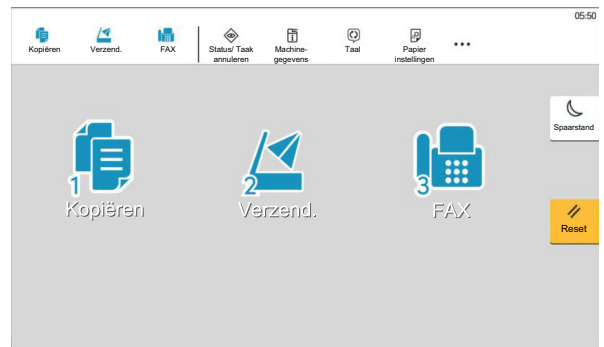 05:50
Kopiëren
Verzend.
FAX
Status/ Taak
annuleren
Machine-
gegevens
Taal
Papier
instellingen
Spaarstand
1
Kopiëren
2
Verzend.
3
FAX
Reset